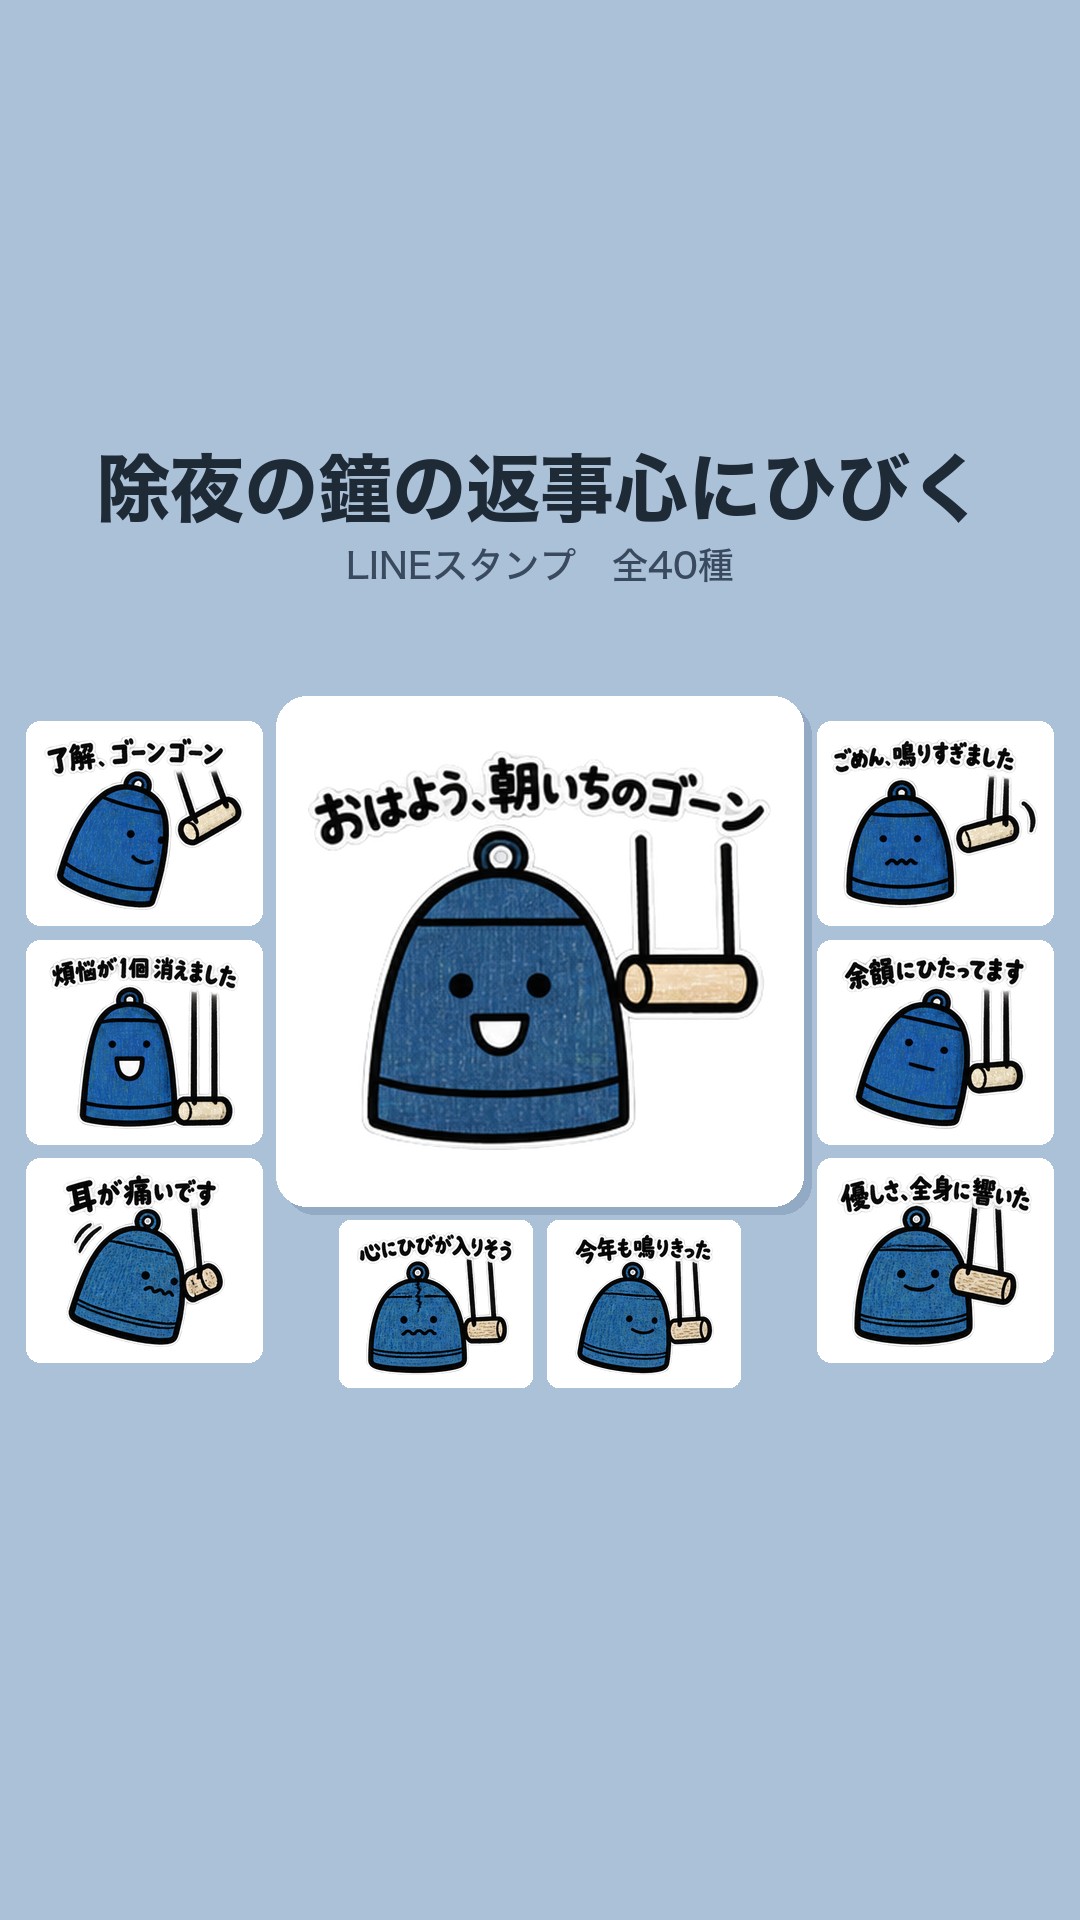 除夜の鐘の返事心にひびく
LINEスタンプ　全40種
了解、ゴーンゴーン
おはよう、朝いちのゴーン
ごめん、鳴りすぎました
煩悩が1個消えました
余韻にひたってます
耳が痛いです
優しさ、全身に響いた
心にひびが入りそう
今年も鳴りきった